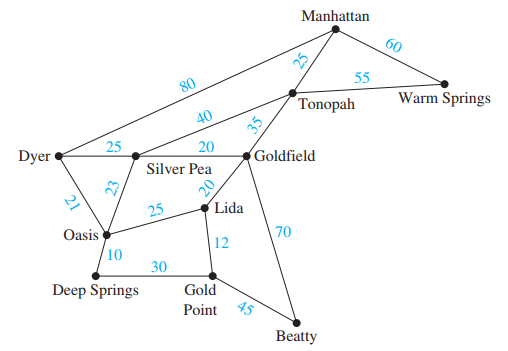 Manhattan
60
25
80
55
Tonopah
Warm Springs
40
35
Dyer
25
20
Goldfield
Silver Pea
21
23
20
25
Lida
Oasis
12
70
10
30
Deep Springs
Gold
Point
45
Beatty